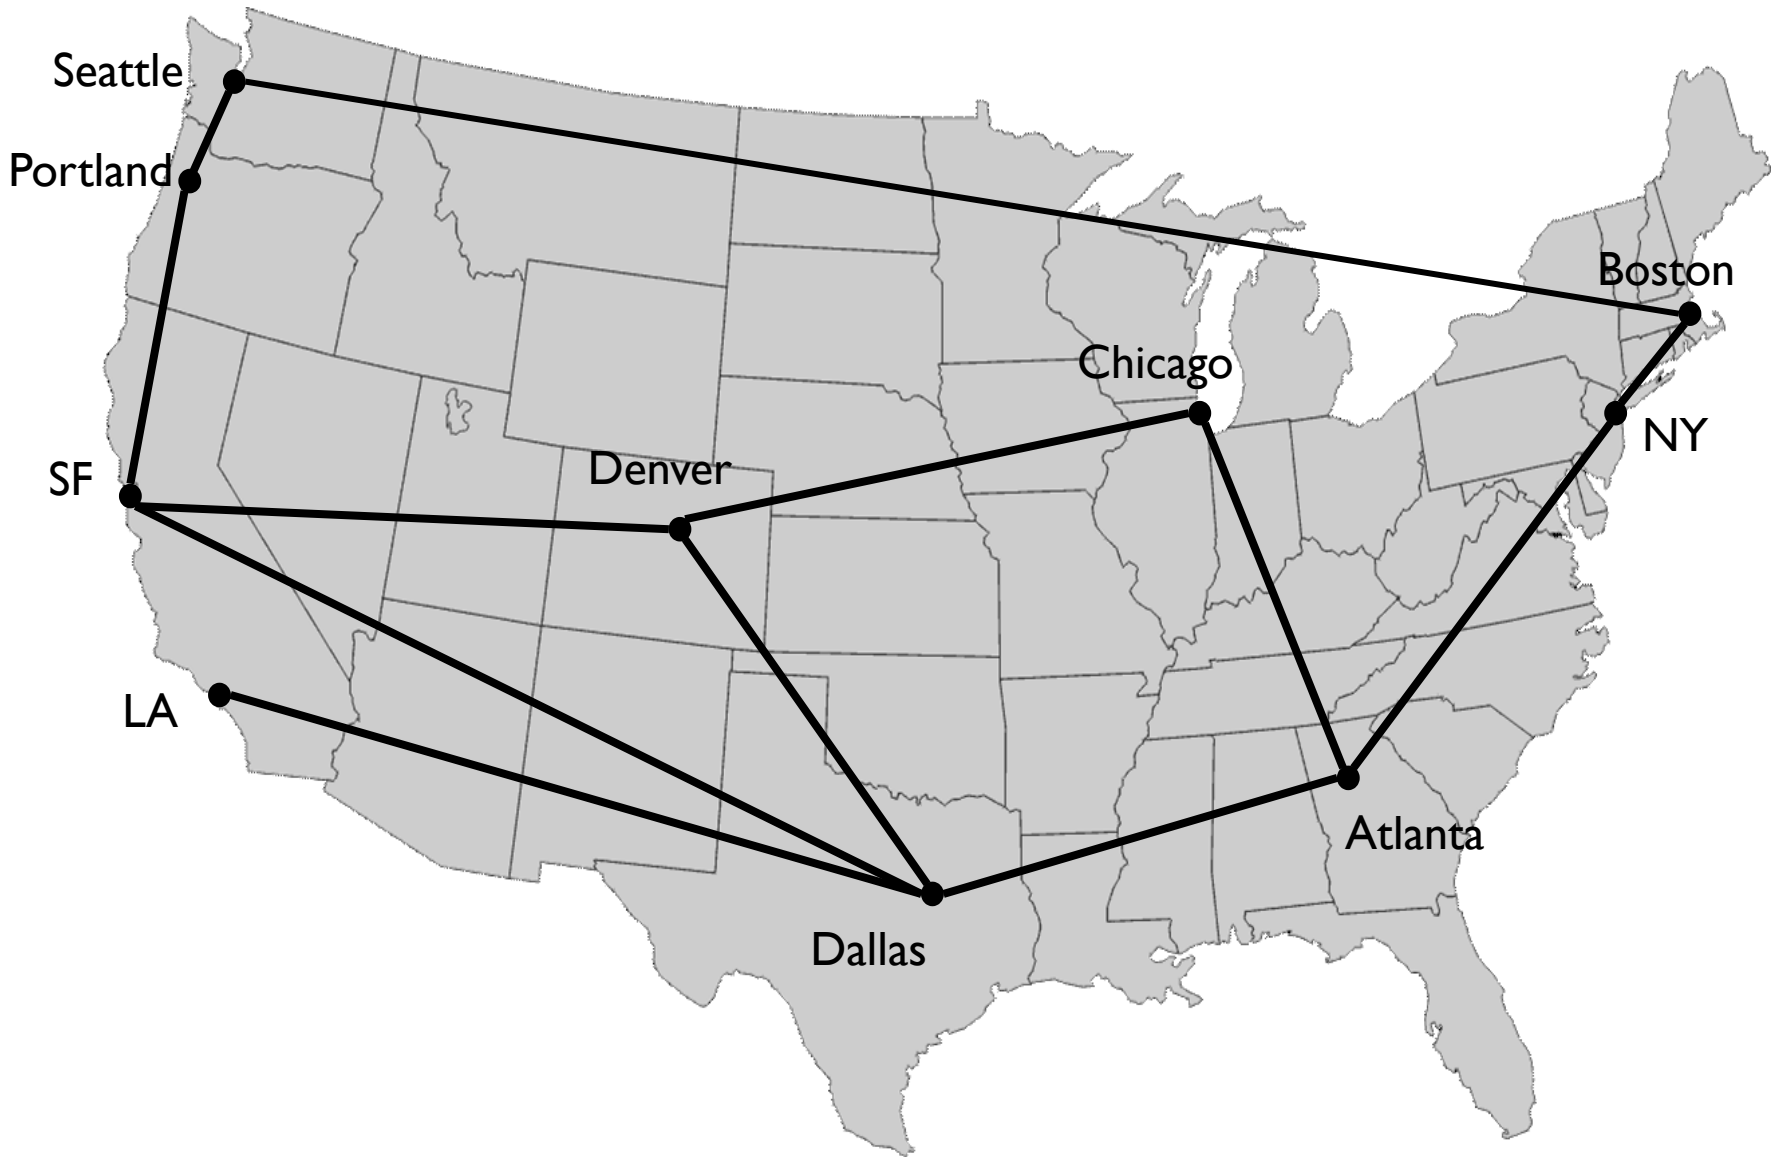 Seattle
Portland
Boston
Chicago
NY
Denver
SF
LA
Atlanta
Dallas